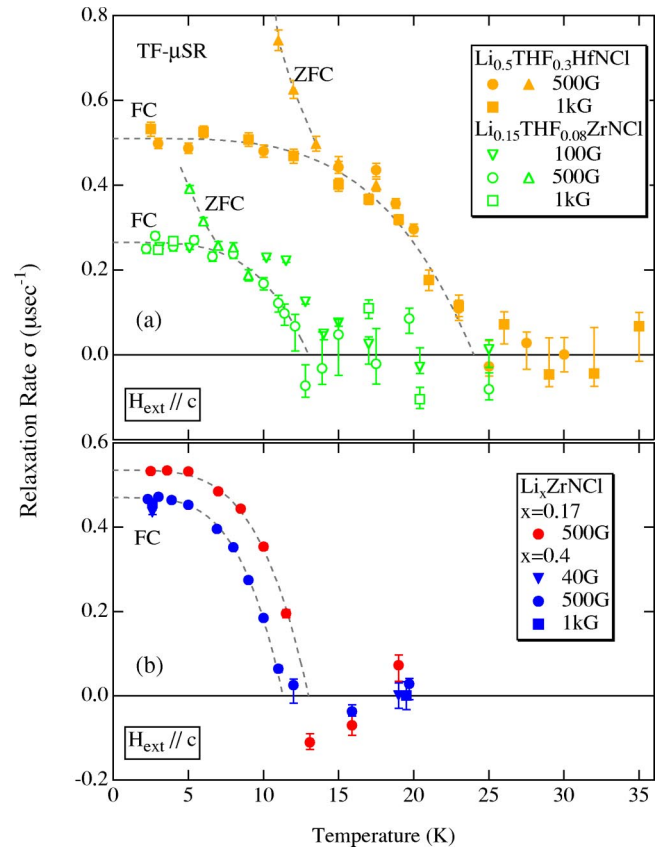 TF-μSR
ZFC
FC
ZFC
FC
(a)
H_ext // c
Li₀.₅THF₀.₃HfNCl
500G
1kG
Li₀.₁₅THF₀.₀₈ZrNCl
100G
500G
1kG
0.8
0.6
0.4
0.2
0.0
Relaxation Rate σ (μsec⁻¹)
0.6
0.4
0.2
0.0
-0.2
FC
(b)
H_ext // c
LiₓZrNCl
x=0.17
500G
x=0.4
40G
500G
1kG
0 5 10 15 20 25 30 35
Temperature (K)